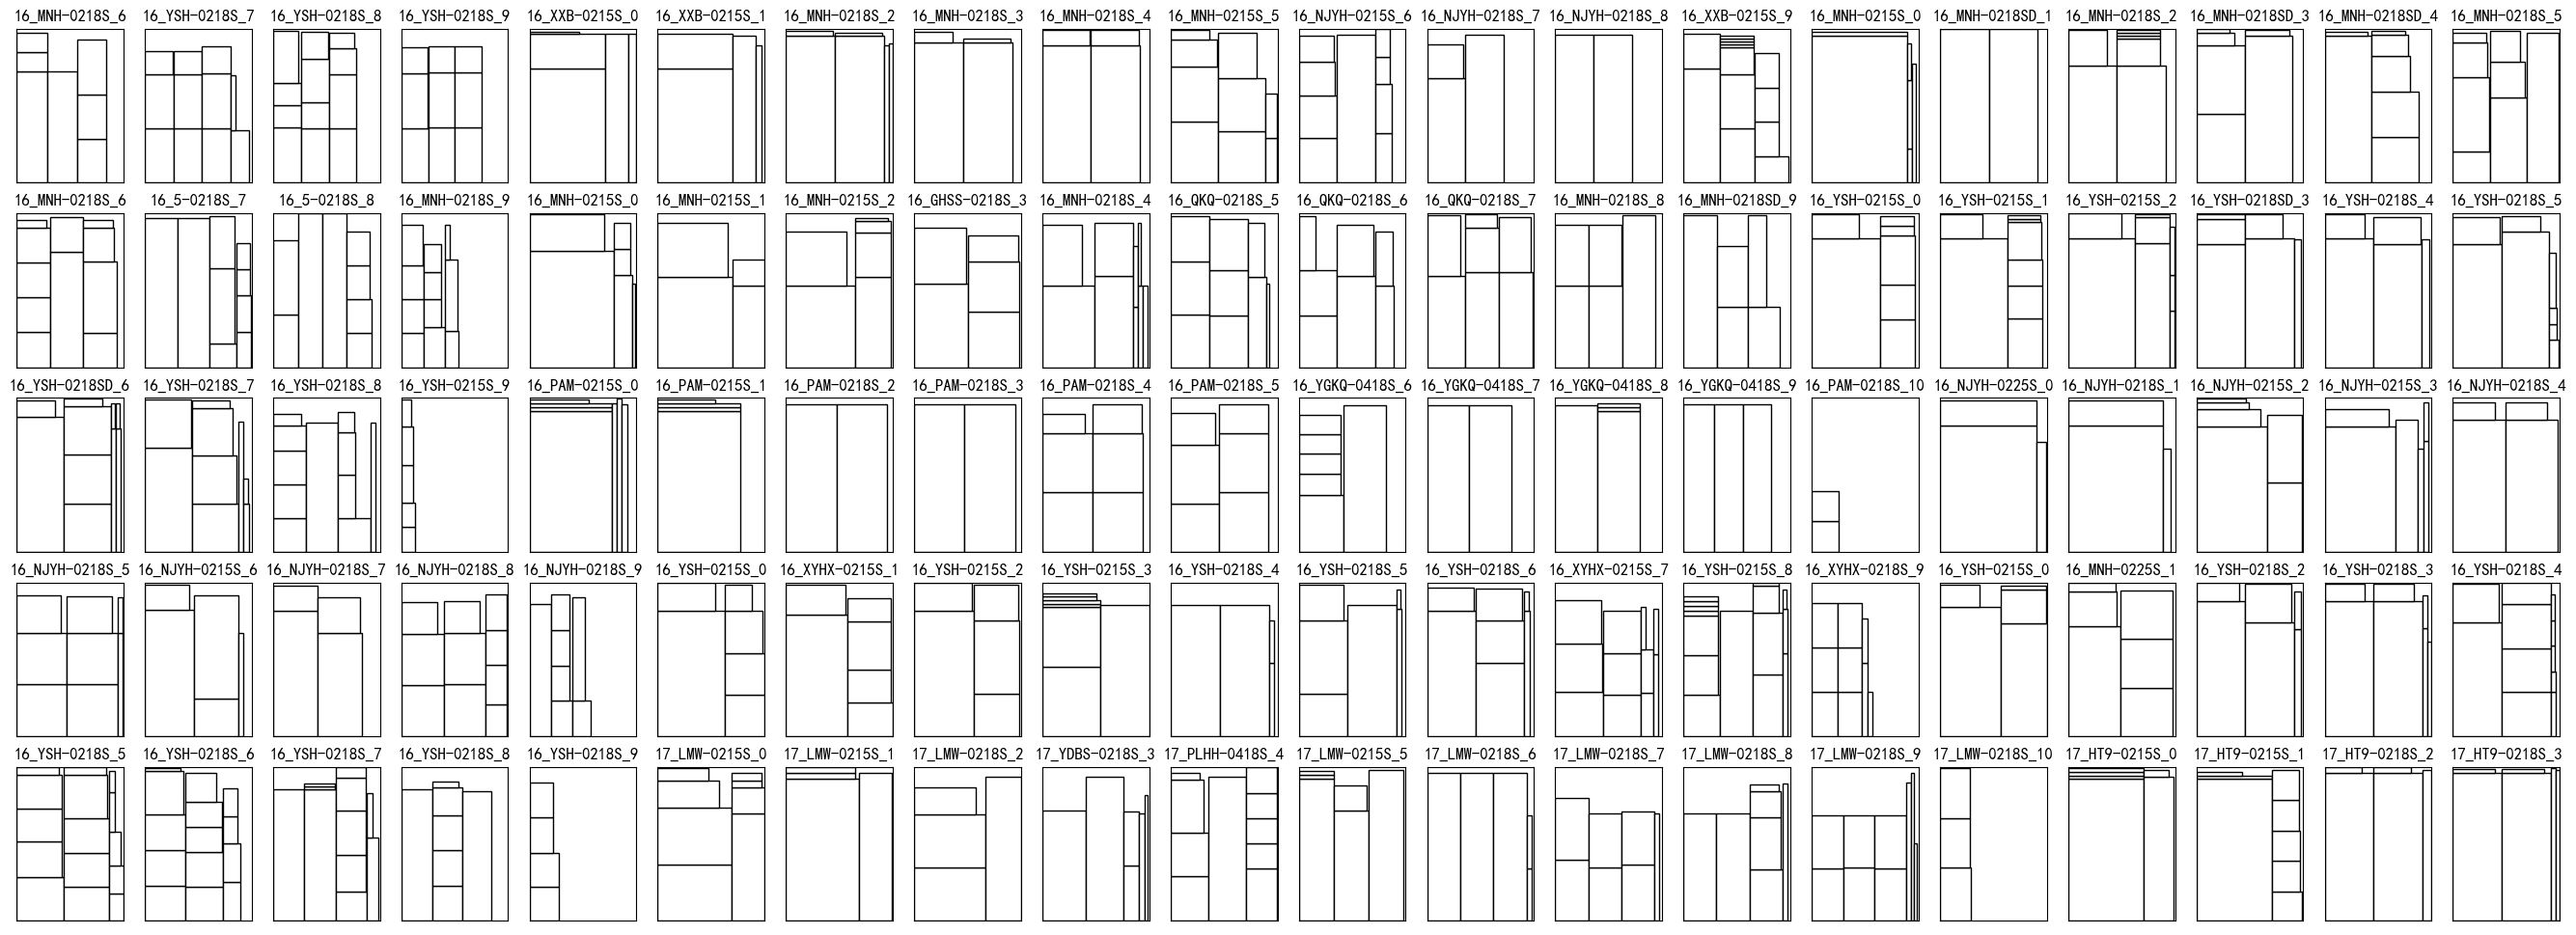 16_MNH-0218S_6 16_YSH-0218S_7 16_YSH-0218S_8 16_YSH-0218S_9 16_XXB-0215S_0 16_XXB-0215S_1 16_MNH-0218S_2 16_MNH-0218S_3 16_MNH-0218S_4 16_MNH-0215S_5 16_NJYH-0215S_6 16_NJYH-0218S_7 16_NJYH-0218S_8 16_XXB-0215S_9 16_MNH-0215S_0 16_MNH-0218SD_1 16_MNH-0218S_2 16_MNH-0218SD_3 16_MNH-0218SD_4 16_MNH-0218S_5
16_MNH-0218S_6 16_5-0218S_7 16_5-0218S_8 16_MNH-0218S_9 16_MNH-0215S_0 16_MNH-0215S_1 16_MNH-0215S_2 16_GHSS-0218S_3 16_MNH-0218S_4 16_QKQ-0218S_5 16_QKQ-0218S_6 16_QKQ-0218S_7 16_MNH-0218S_8 16_MNH-0218SD_9 16_YSH-0215S_0 16_YSH-0215S_1 16_YSH-0215S_2 16_YSH-0218SD_3 16_YSH-0218S_4 16_YSH-0218S_5
16_YSH-0218SD_6 16_YSH-0218S_7 16_YSH-0218S_8 16_YSH-0215S_9 16_PAM-0215S_0 16_PAM-0215S_1 16_PAM-0218S_2 16_PAM-0218S_3 16_PAM-0218S_4 16_PAM-0218S_5 16_YGKQ-0418S_6 16_YGKQ-0418S_7 16_YGKQ-0418S_8 16_YGKQ-0418S_9 16_PAM-0218S_10 16_NJYH-0225S_0 16_NJYH-0218S_1 16_NJYH-0215S_2 16_NJYH-0215S_3 16_NJYH-0218S_4
16_NJYH-0218S_5 16_NJYH-0215S_6 16_NJYH-0218S_7 16_NJYH-0218S_8 16_NJYH-0218S_9 16_YSH-0215S_0 16_XYHX-0215S_1 16_YSH-0215S_2 16_YSH-0215S_3 16_YSH-0218S_4 16_YSH-0218S_5 16_YSH-0218S_6 16_XYHX-0215S_7 16_YSH-0215S_8 16_XYHX-0218S_9 16_YSH-0215S_0 16_MNH-0225S_1 16_YSH-0218S_2 16_YSH-0218S_3 16_YSH-0218S_4
16_YSH-0218S_5 16_YSH-0218S_6 16_YSH-0218S_7 16_YSH-0218S_8 16_YSH-0218S_9 17_LMW-0215S_0 17_LMW-0215S_1 17_LMW-0218S_2 17_YDBS-0218S_3 17_PLHH-0418S_4 17_LMW-0215S_5 17_LMW-0218S_6 17_LMW-0218S_7 17_LMW-0218S_8 17_LMW-0218S_9 17_LMW-0218S_10 17_HT9-0215S_0 17_HT9-0215S_1 17_HT9-0218S_2 17_HT9-0218S_3